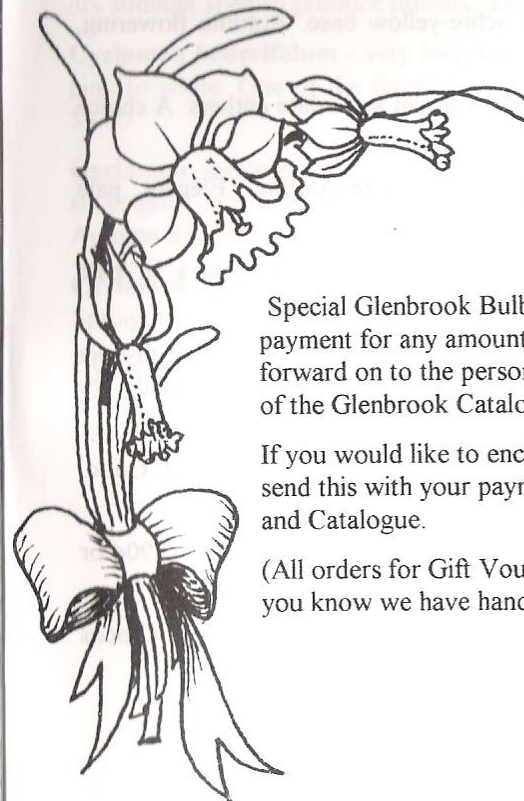 Special Glenbrook Bulb
payment for any amount
forward on to the person
of the Glenbrook Catalo
If you would like to enc
send this with your payn
and Catalogue.
(All orders for Gift Vou
you know we have hand